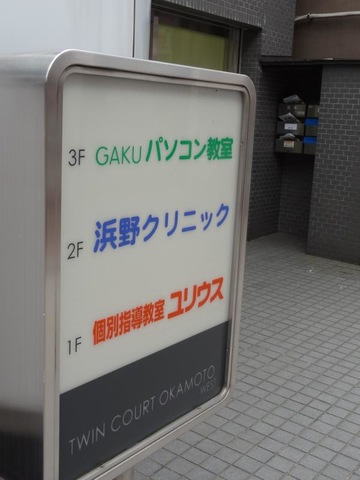 3F GAKU パソコン教室
2F 浜野クリニック
1F 個別指導教室 ユリウス
TWIN COURT OKAMOTO
WEST